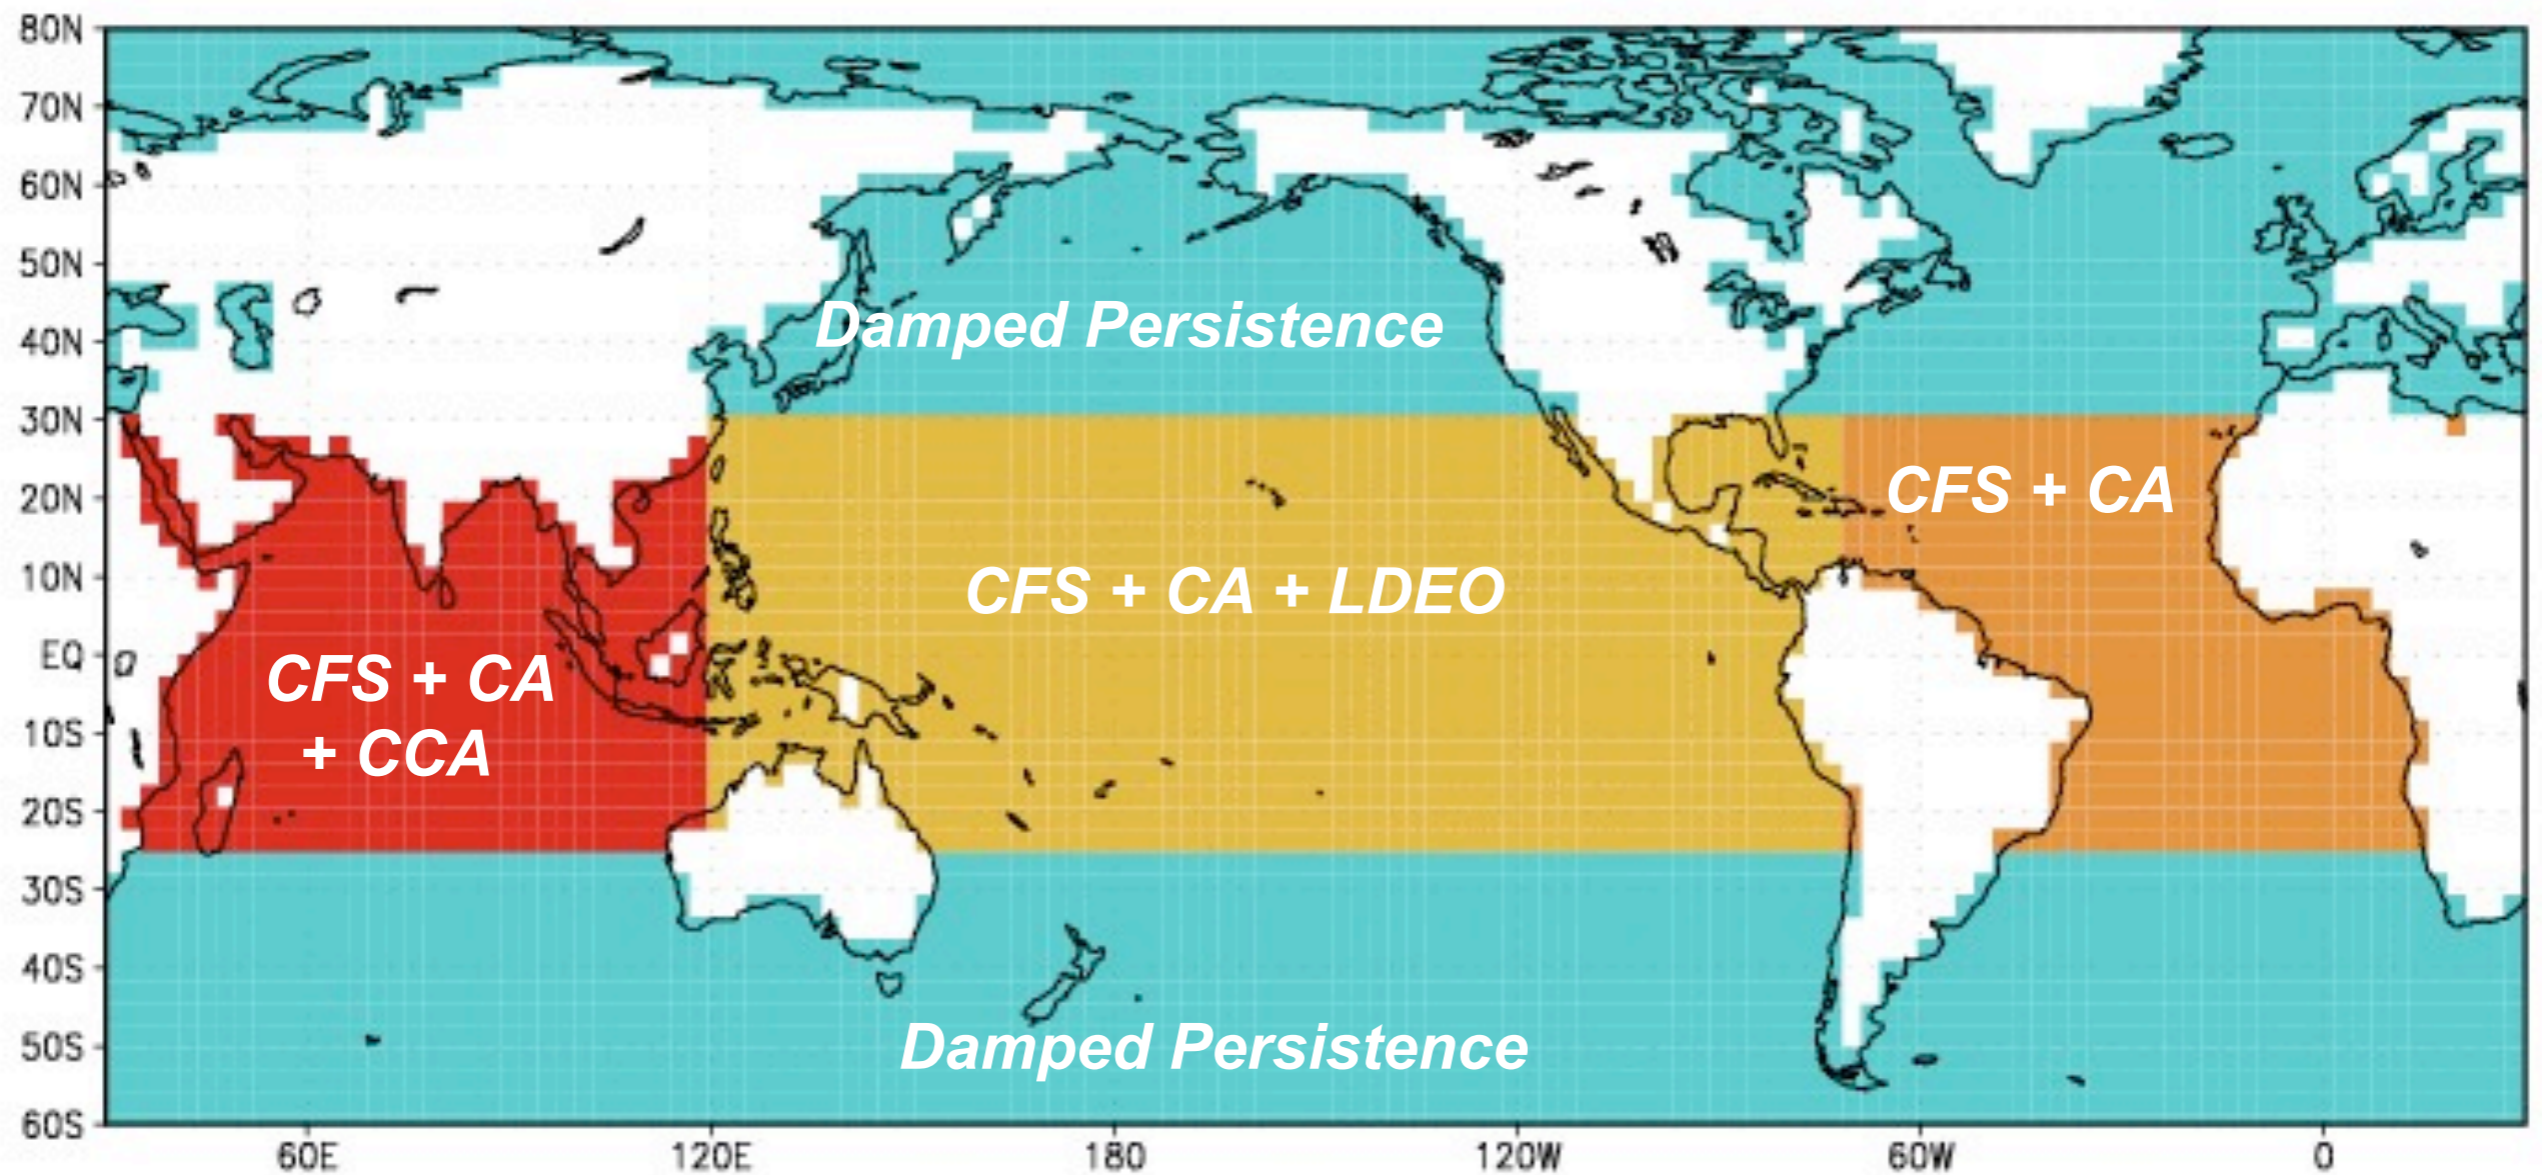 80N
70N
60N
50N
40N
30N
20N
10N
EQ
10S
20S
30S
40S
50S
60S
Damped Persistence
CFS + CA
CFS + CA + LDEO
CFS + CA
+ CCA
Damped Persistence
60E 120E 180 120W 60W 0